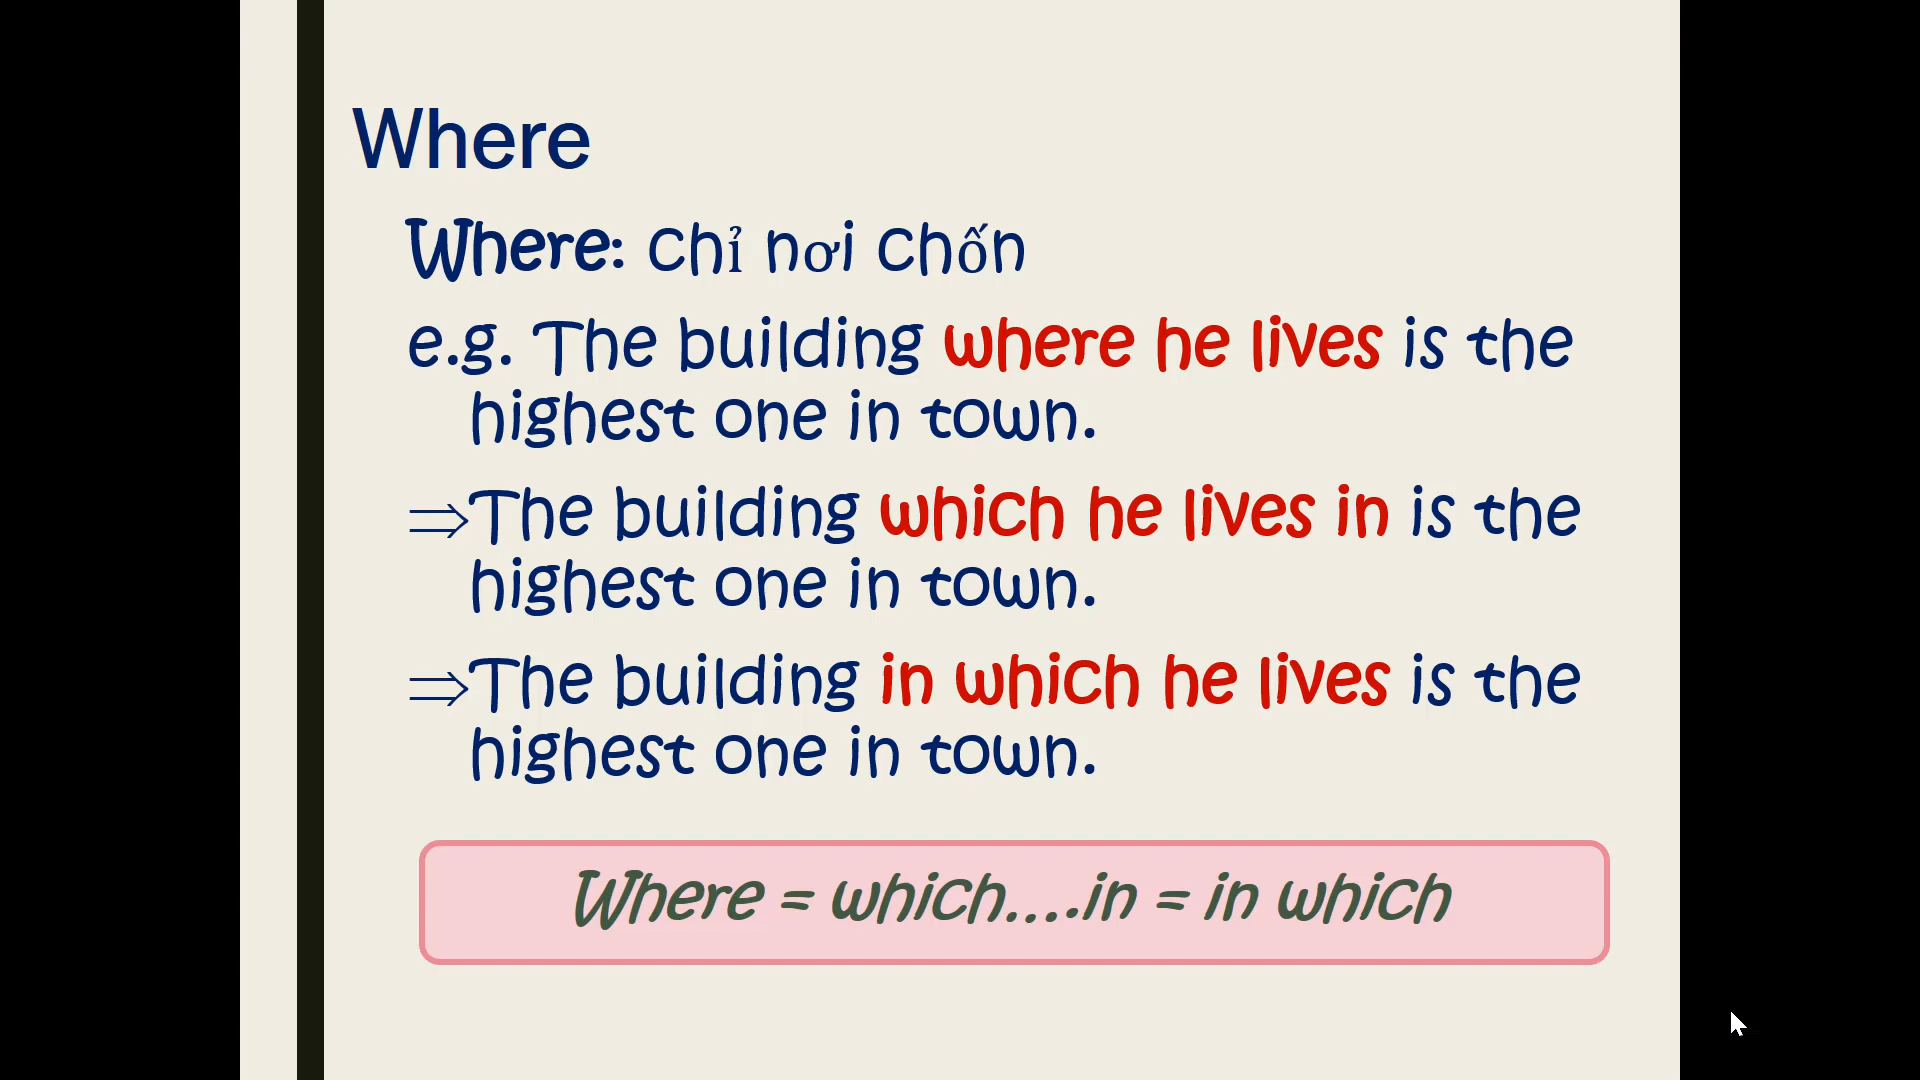 Where
Where: chỉ nơi chốn
e.g. The building where he lives is the
highest one in town.
⇒The building which he lives in is the
highest one in town.
⇒The building in which he lives is the
highest one in town.
Where = which....in = in which